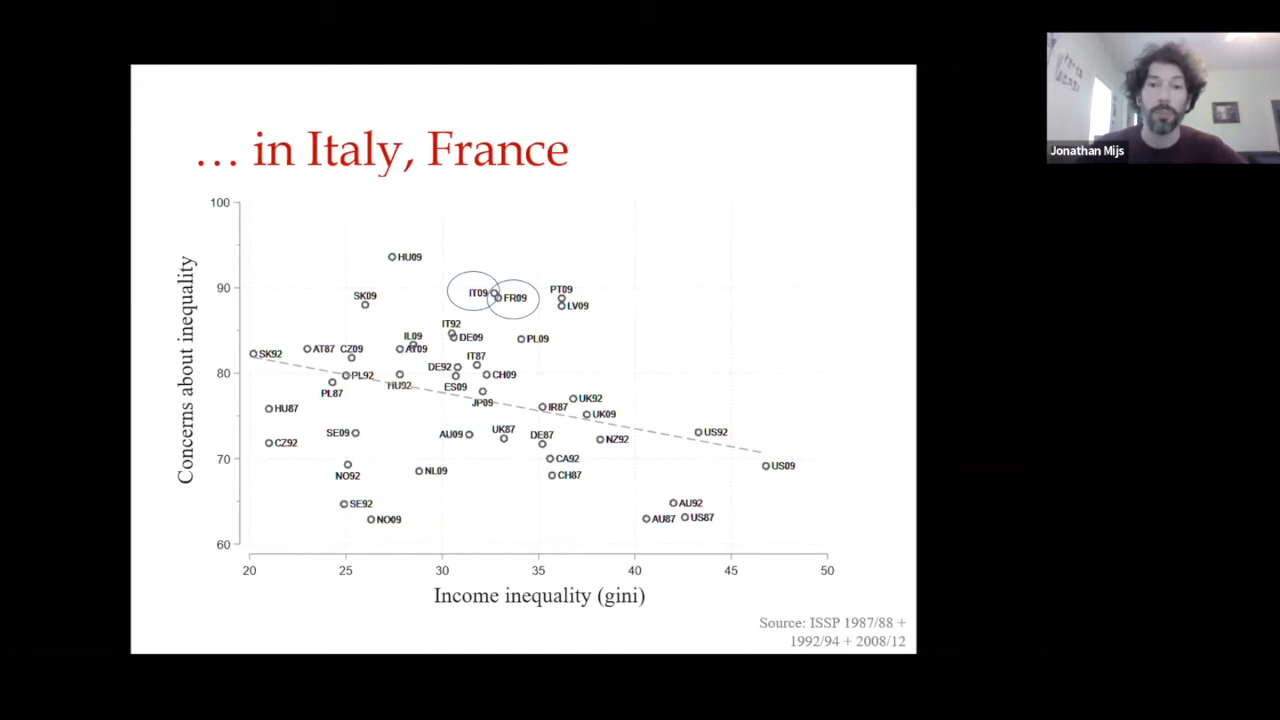 Jonathan Mijs
… in Italy, France
Concerns about inequality
100
90
80
70
60
HU09
SK09
IT09
FR09
PT09
LV09
IT92
DE09
PL09
IL09
AT09
SK92
AT87
CZ09
IT87
DE92
CH09
PL92
HU92
ES09
PL87
JP09
IR87
UK92
UK09
HU87
CZ92
SE09
AU09
UK87
DE87
NZ92
US92
NO92
NL09
CA92
CH87
US09
SE92
NO09
AU92
AU87
US87
20 25 30 35 40 45 50
Income inequality (gini)
Source: ISSP 1987/88 +
1992/94 + 2008/12